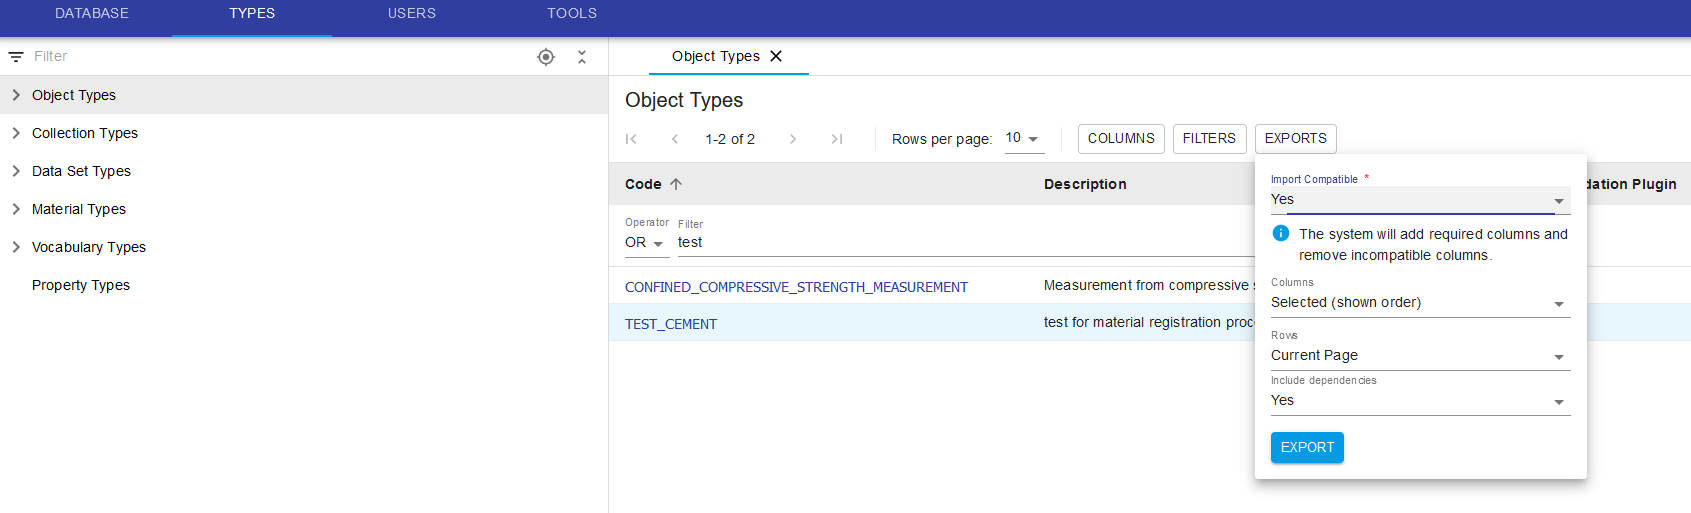 DATABASE TYPES USERS TOOLS
Filter
Object Types
Collection Types
Data Set Types
Material Types
Vocabulary Types
Property Types
Object Types
Object Types
1-2 of 2 Rows per page: 10 COLUMNS FILTERS EXPORTS
Code Description dation Plugin
Operator Filter
OR test
CONFINED_COMPRESSIVE_STRENGTH_MEASUREMENT Measurement from compressive s
TEST_CEMENT test for material registration proc
Import Compatible *
Yes
The system will add required columns and
remove incompatible columns.
Columns
Selected (shown order)
Rows
Current Page
Include dependencies
Yes
EXPORT